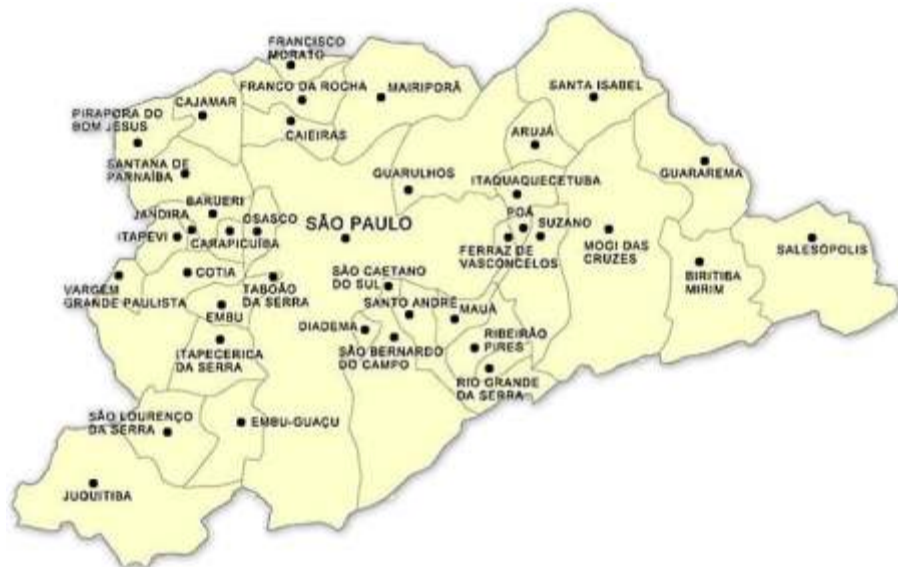 FRANCISCO
MORATO
FRANCO DA ROCHA
MAIRIPORÃ
SANTA ISABEL
CAJAMAR
PIRAPORA DO
BOM JESUS
CAIEIRAS
ARUJÁ
SANTANA DE
PARNAÍBA
GUARULHOS
GUARAREMA
ITAQUAQUECETUBA
BARUERI
JANDIRA
OSASCO
SÃO PAULO
POÁ
SUZANO
ITAPEVI
CARAPICUÍBA
FERRAZ DE
VASCONCELOS
MOGI DAS
CRUZES
SALESÓPOLIS
COTIA
SÃO CAETANO
DO SUL
BIRITIBA
MIRIM
VARGEM
GRANDE PAULISTA
TABOÃO
DA SERRA
SANTO ANDRÉ
MAUÁ
EMBU
DIADEMA
RIBEIRÃO
PIRES
ITAPECERICA
DA SERRA
SÃO BERNARDO
DO CAMPO
RIO GRANDE
DA SERRA
SÃO LOURENÇO
DA SERRA
EMBU-GUAÇU
JUQUITIBA